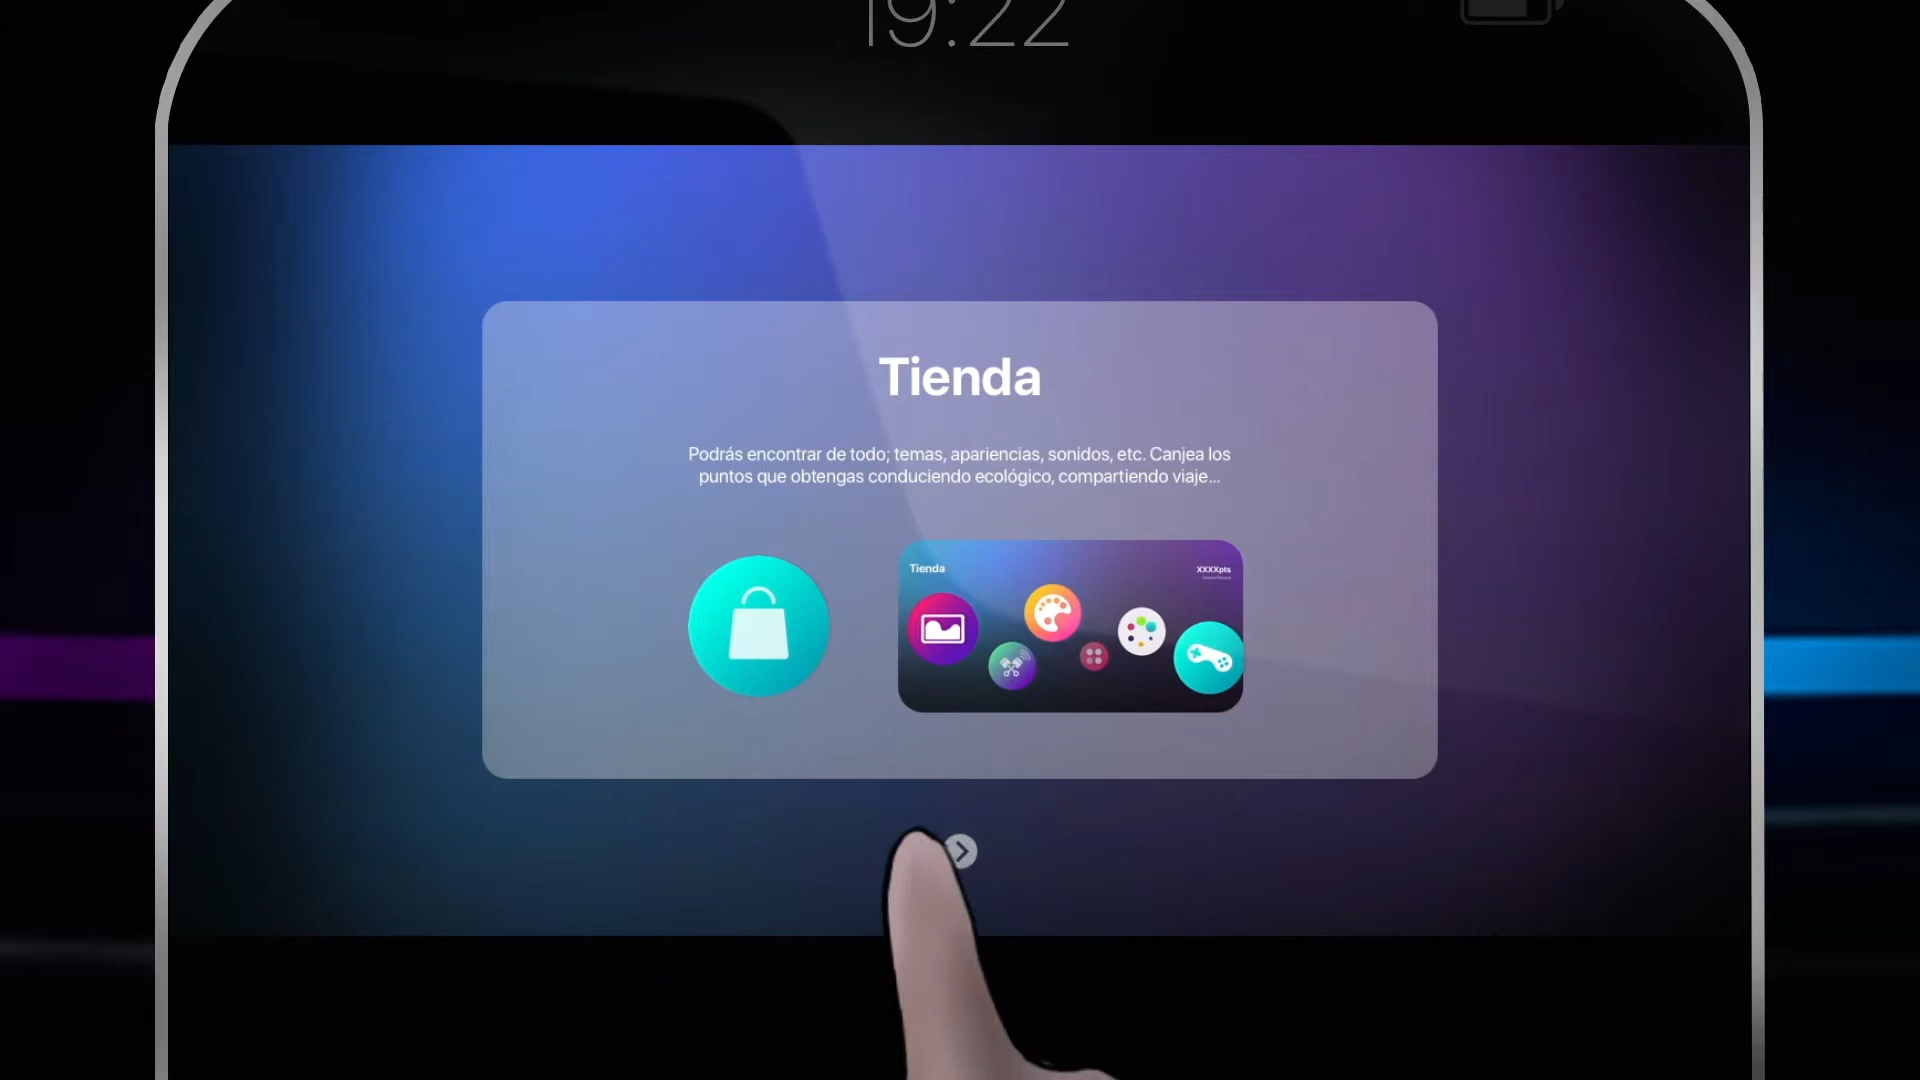 19:22
Tienda
Podrás encontrar de todo; temas, apariencias, sonidos, etc. Canjea los
puntos que obtengas conduciendo ecológico, compartiendo viaje...
Tienda
XXXXpts